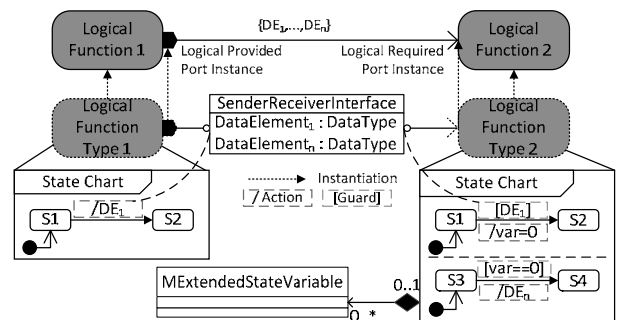 Logical Function 1
{DE1,...,DEn}
Logical Function 2
Logical Provided Port Instance
Logical Required Port Instance
Logical Function Type 1
SenderReceiverInterface
DataElement1 : DataType
DataElementn : DataType
Logical Function Type 2
State Chart
Instantiation
/Action [Guard]
State Chart
S1 /DE1 S2
S1 [DE1] S2
/var=0
MExtendedStateVariable
0..1
0 *
S3 [var==0] S4
/DEn